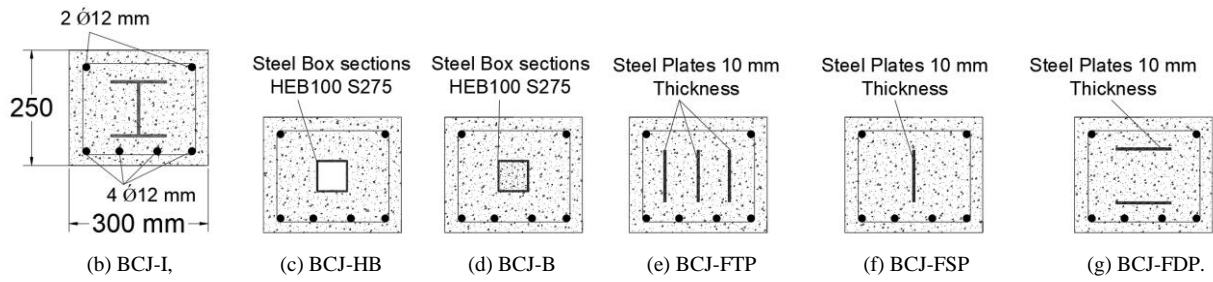 2 Ǿ12 mm
250
4 Ǿ12 mm
300 mm
(b) BCJ-I,
Steel Box sections
HEB100 S275
(c) BCJ-HB
Steel Box sections
HEB100 S275
(d) BCJ-B
Steel Plates 10 mm
Thickness
(e) BCJ-FTP
Steel Plates 10 mm
Thickness
(f) BCJ-FSP
Steel Plates 10 mm
Thickness
(g) BCJ-FDP.